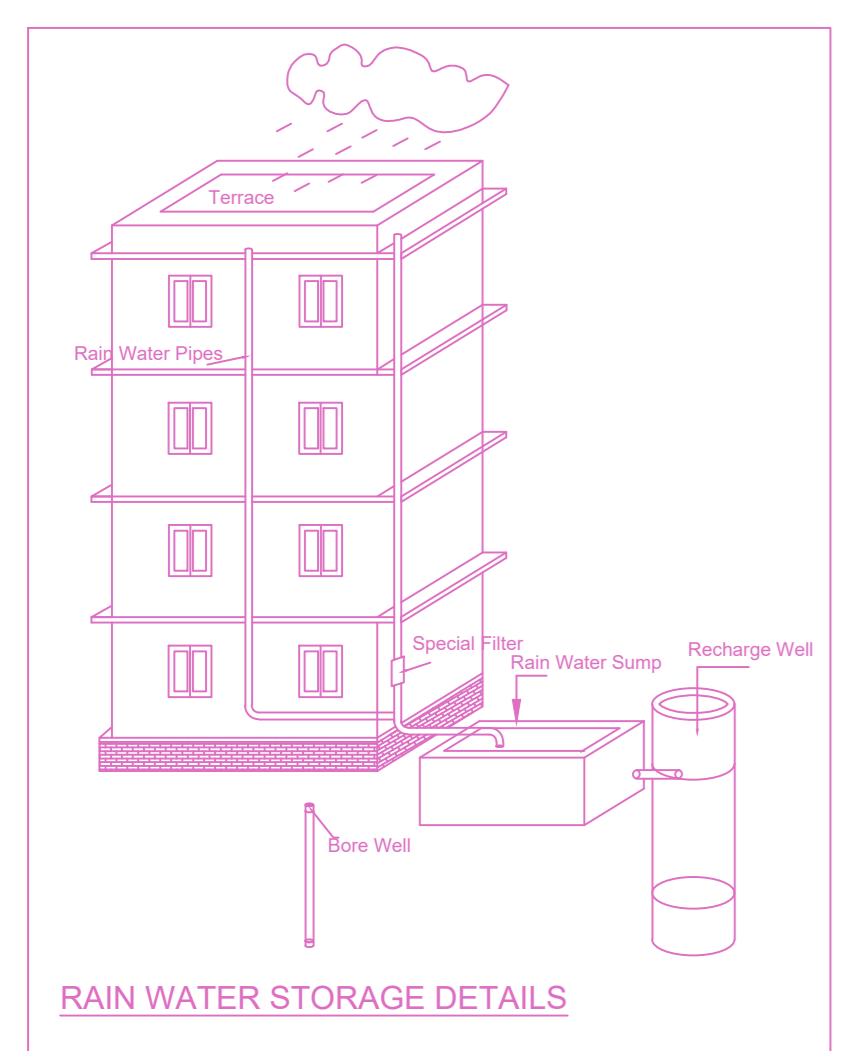 Terrace
Rain Water Pipes
Special Filter
Rain Water Sump
Recharge Well
Bore Well
RAIN WATER STORAGE DETAILS